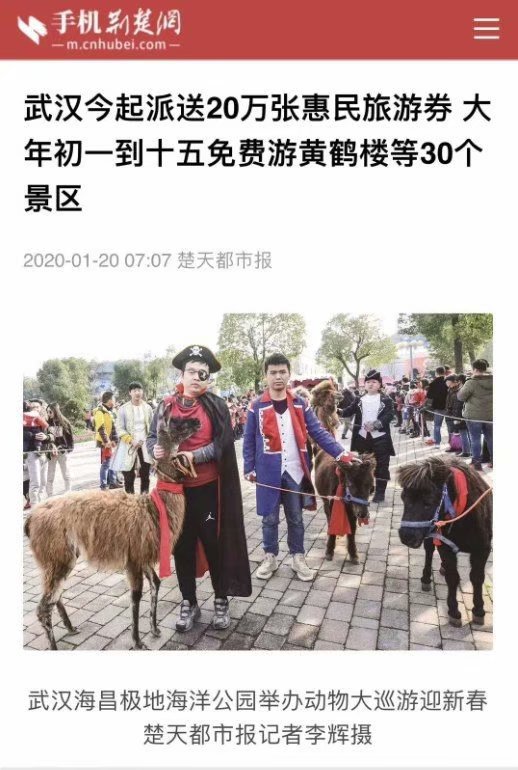 手机荆楚网
m.cnhubei.com
武汉今起派送20万张惠民旅游券 大
年初一到十五免费游黄鹤楼等30个
景区
2020-01-20 07:07 楚天都市报
武汉海昌极地海洋公园举办动物大巡游迎新春
楚天都市报记者李辉摄